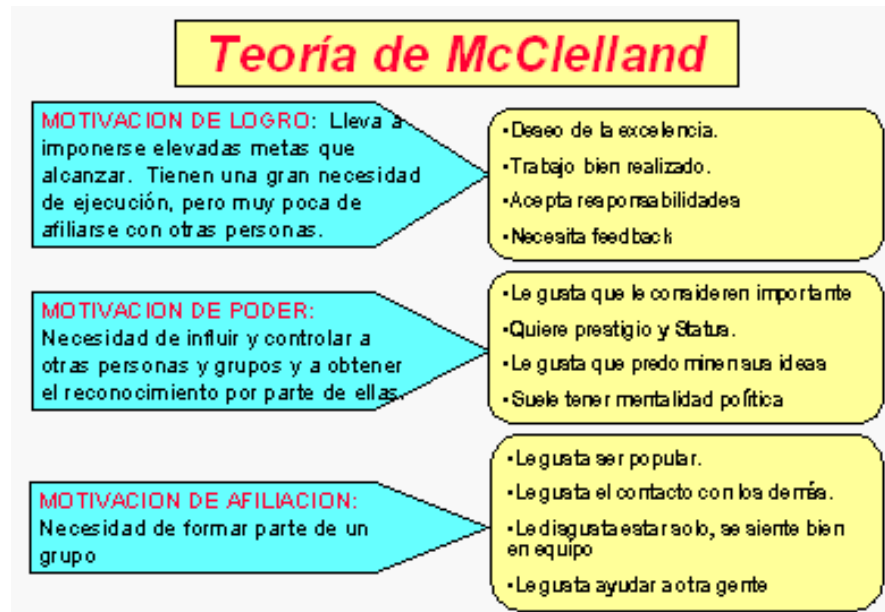 Teoría de McClelland
MOTIVACION DE LOGRO: Lleva a
imponerse elevadas metas que
alcanzar. Tienen una gran necesidad
de ejecución, pero muy poca de
afiliarse con otras personas.
•Deseo de la excelencia.
•Trabajo bien realizado.
•Acepta responsabilidades
•Necesita feedback
MOTIVACION DE PODER:
Necesidad de influir y controlar a
otras personas y grupos y a obtener
el reconocimiento por parte de ellas.
•Le gusta que le consideren importante
•Quiere prestigio y Status.
•Le gusta que predominen sus ideas
•Suele tener mentalidad política
MOTIVACION DE AFILIACION:
Necesidad de formar parte de un
grupo
•Le gusta ser popular.
•Le gusta el contacto con los demás.
•Le disgusta estar solo, se siente bien
en equipo
•Le gusta ayudar a otra gente